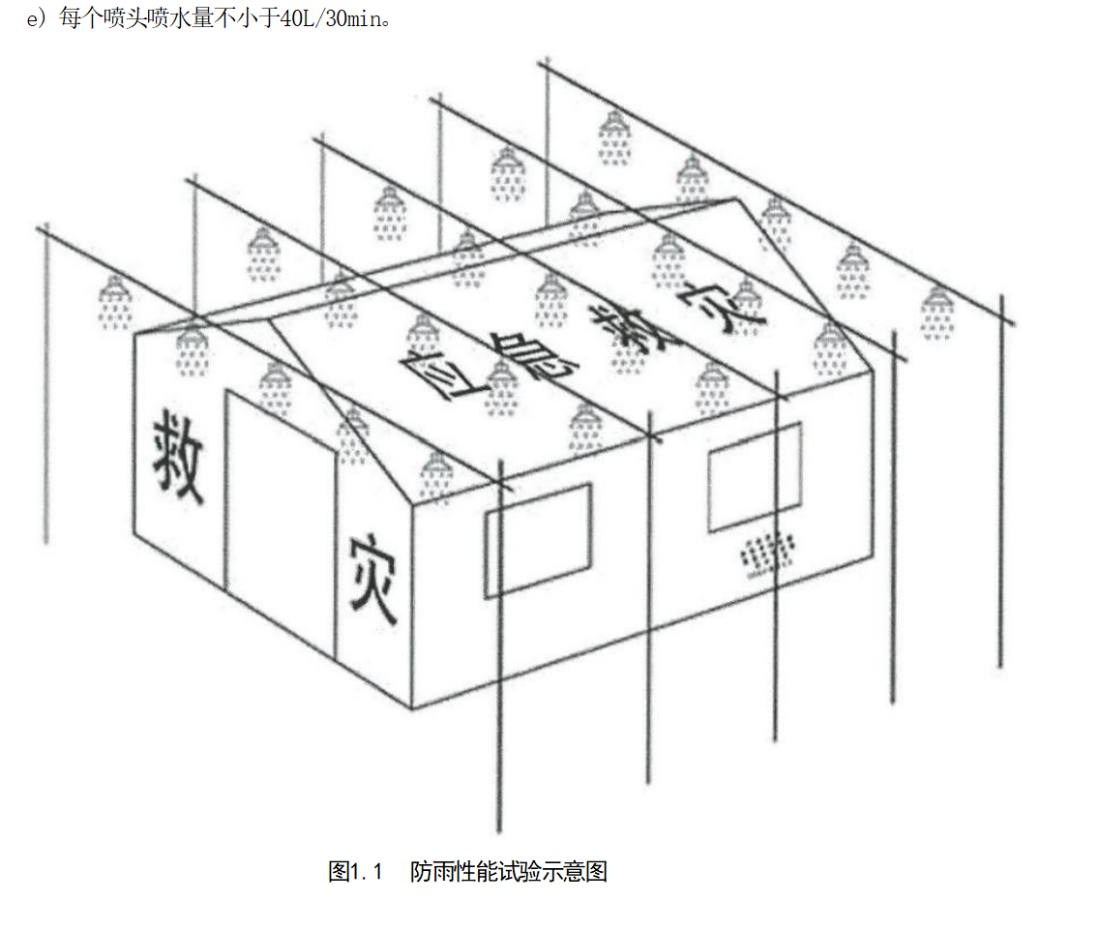 e) 每个喷头喷水量不小于40L/30min。
应急救灾
救
灾
图1.1 防雨性能试验示意图